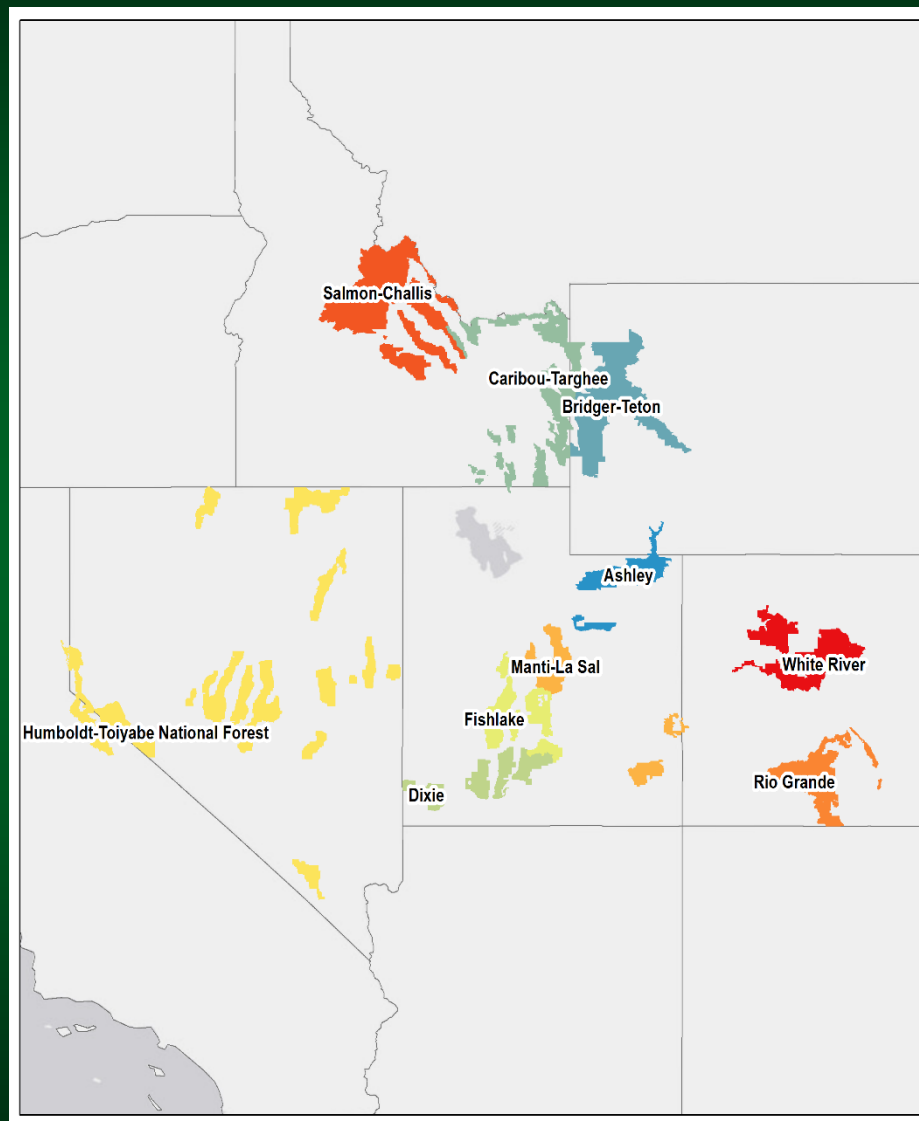 Salmon-Challis
Caribou-Targhee
Bridger-Teton
Ashley
Manti-La Sal
White River
Fishlake
Humboldt-Toiyabe National Forest
Rio Grande
Dixie